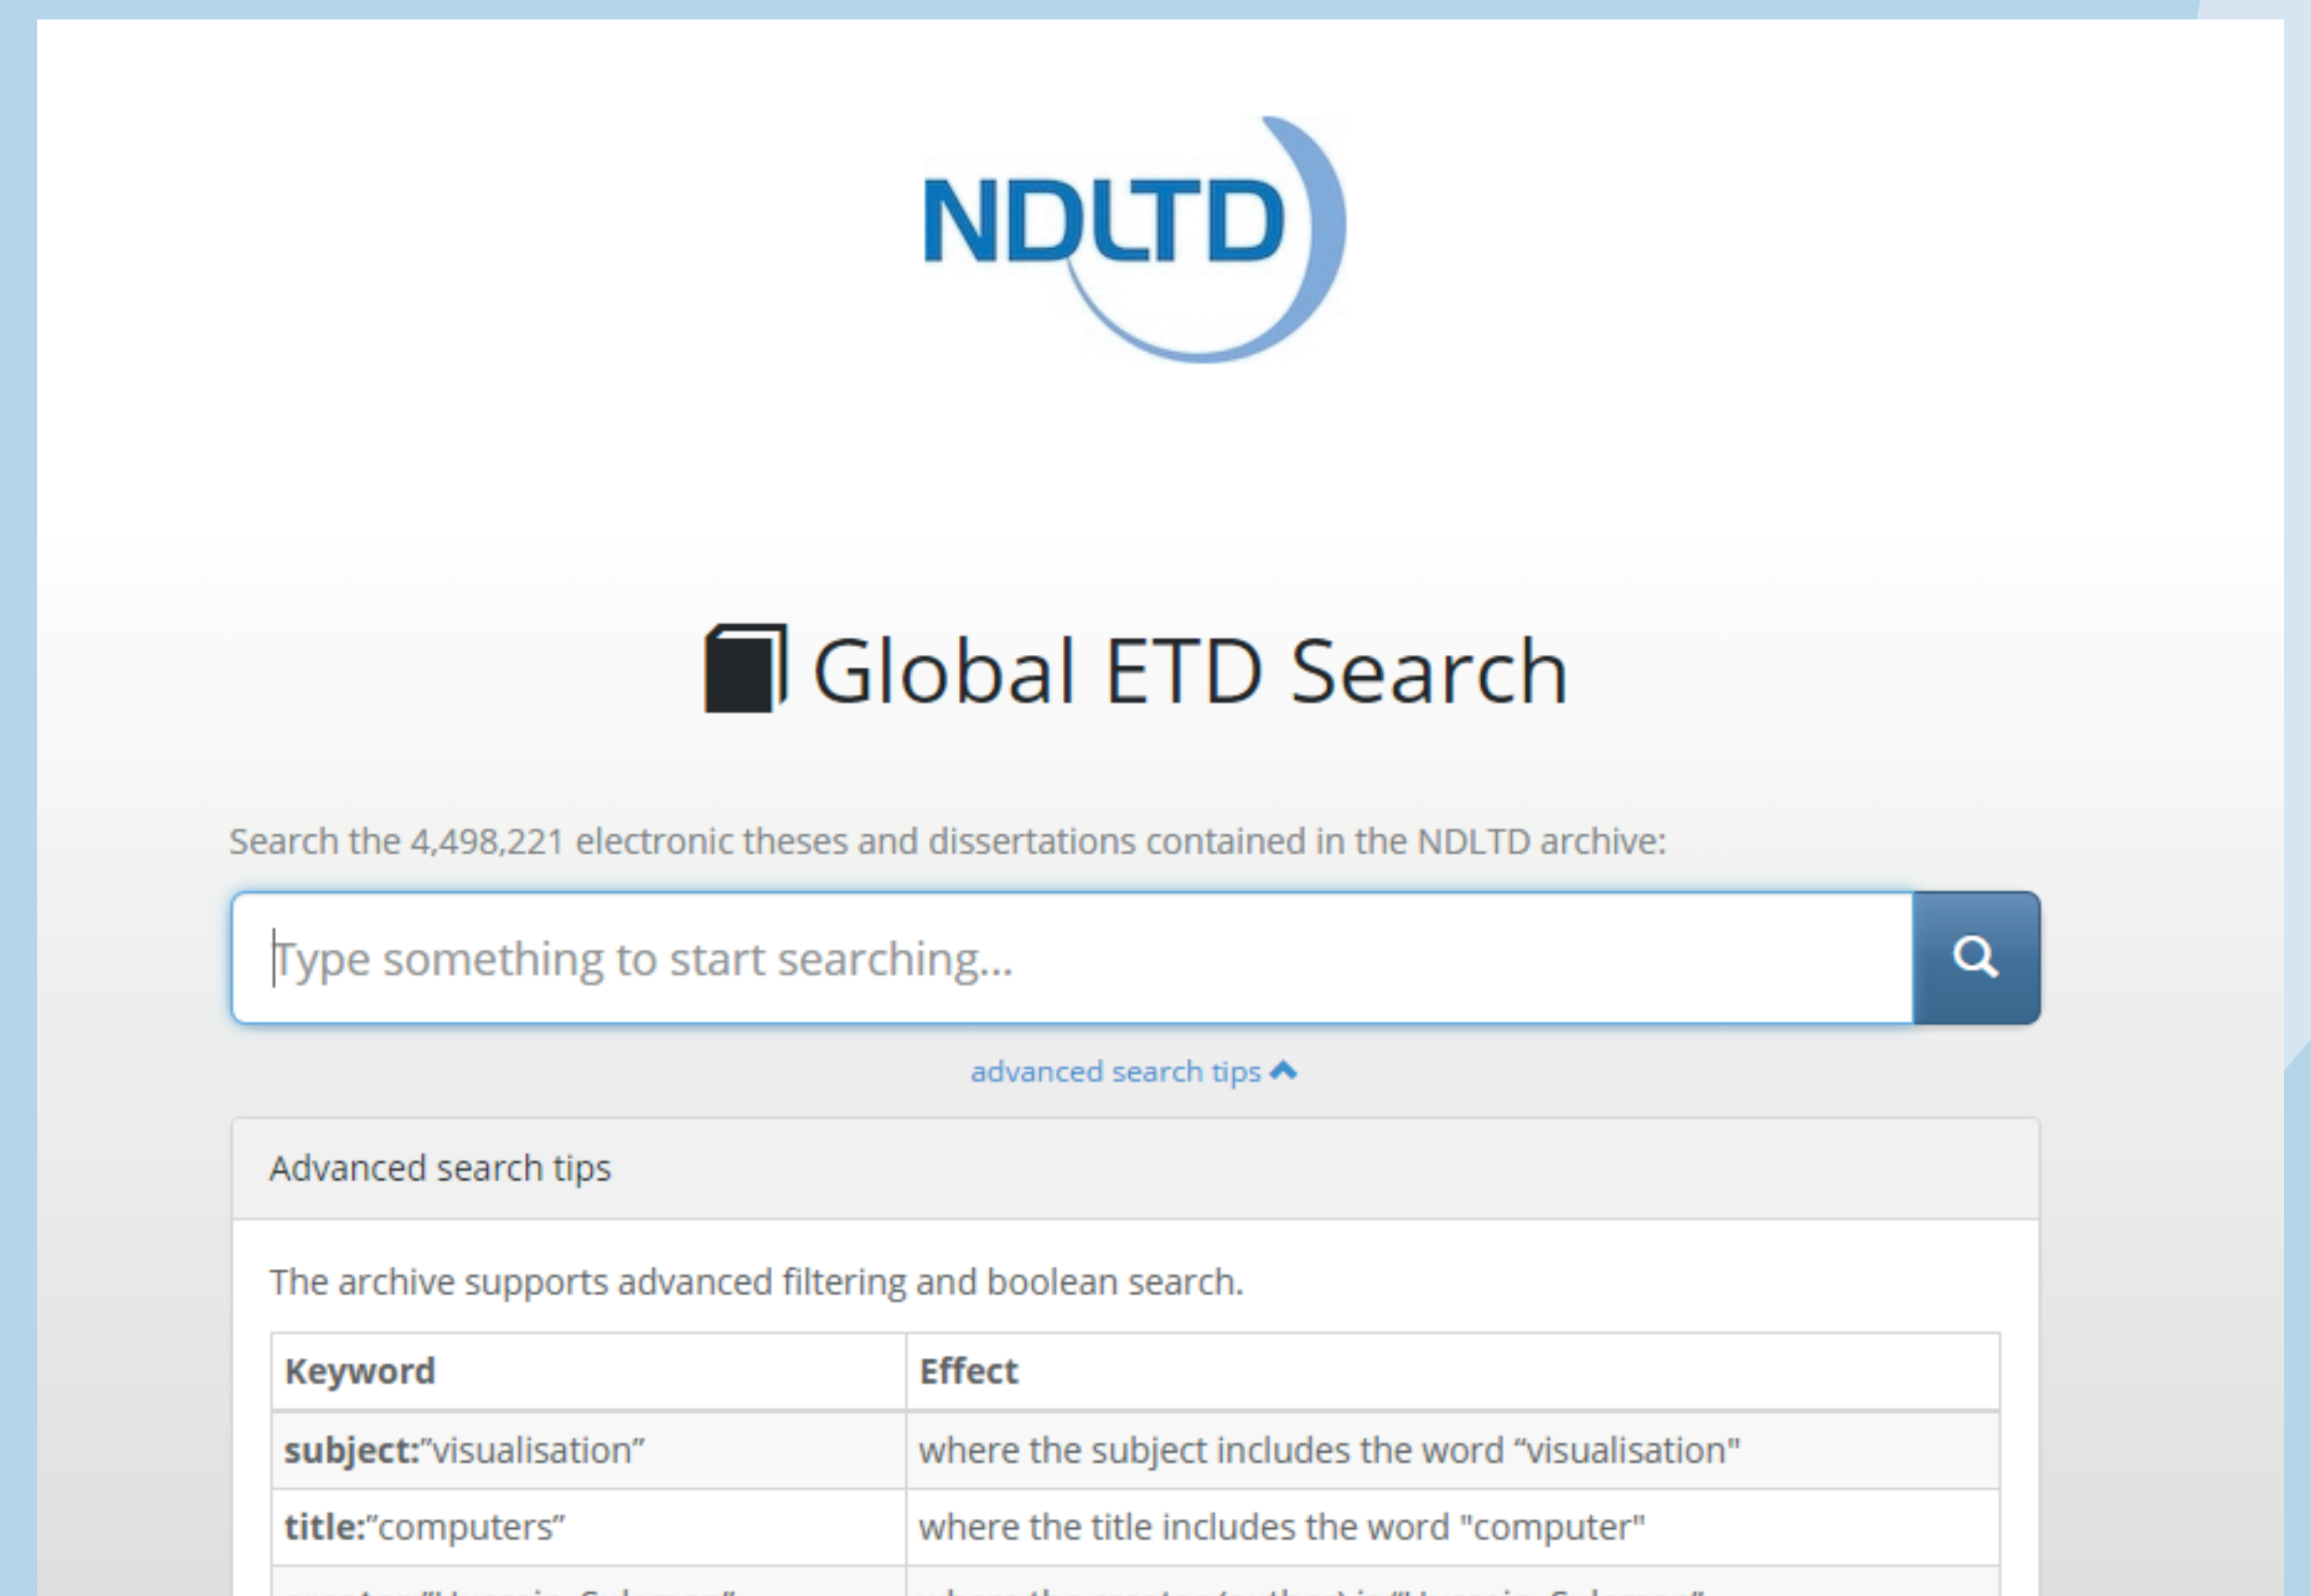 NDLTD
Global ETD Search
Search the 4,498,221 electronic theses and dissertations contained in the NDLTD archive:
Type something to start searching...
advanced search tips
Advanced search tips
The archive supports advanced filtering and boolean search.
Keyword Effect
subject:”visualisation” where the subject includes the word “visualisation"
title:”computers” where the title includes the word "computer"